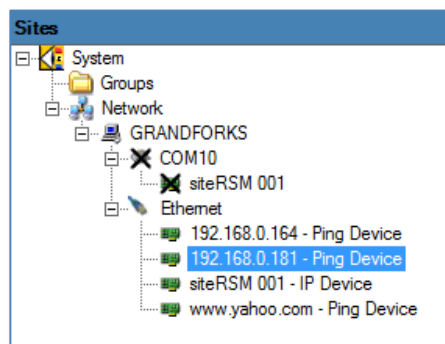 Sites
System
Groups
Network
GRANDFORKS
COM10
siteRSM 001
Ethernet
192.168.0.164 - Ping Device
192.168.0.181 - Ping Device
siteRSM 001 - IP Device
www.yahoo.com - Ping Device